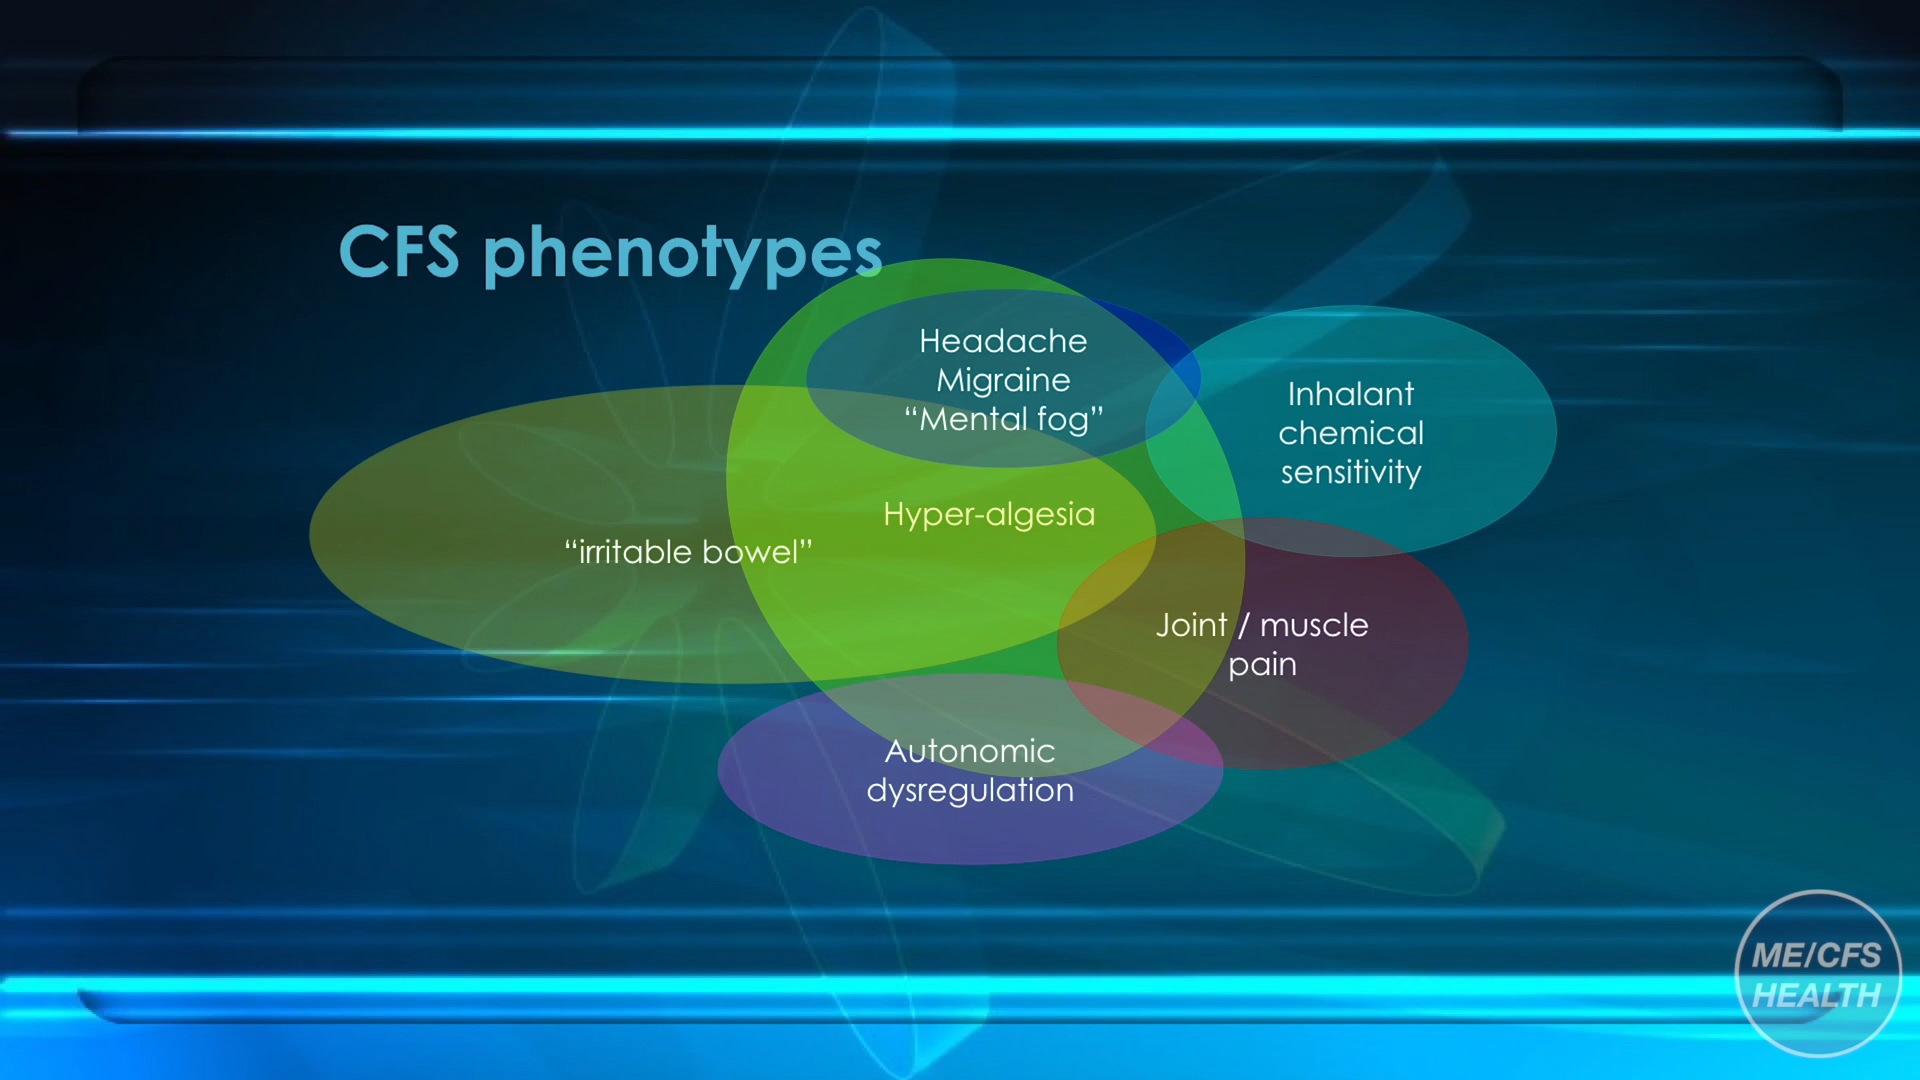 CFS phenotypes
Headache
Migraine
“Mental fog”
Inhalant
chemical
sensitivity
Hyper-algesia
“irritable bowel”
Joint / muscle
pain
Autonomic
dysregulation
ME/CFS
HEALTH